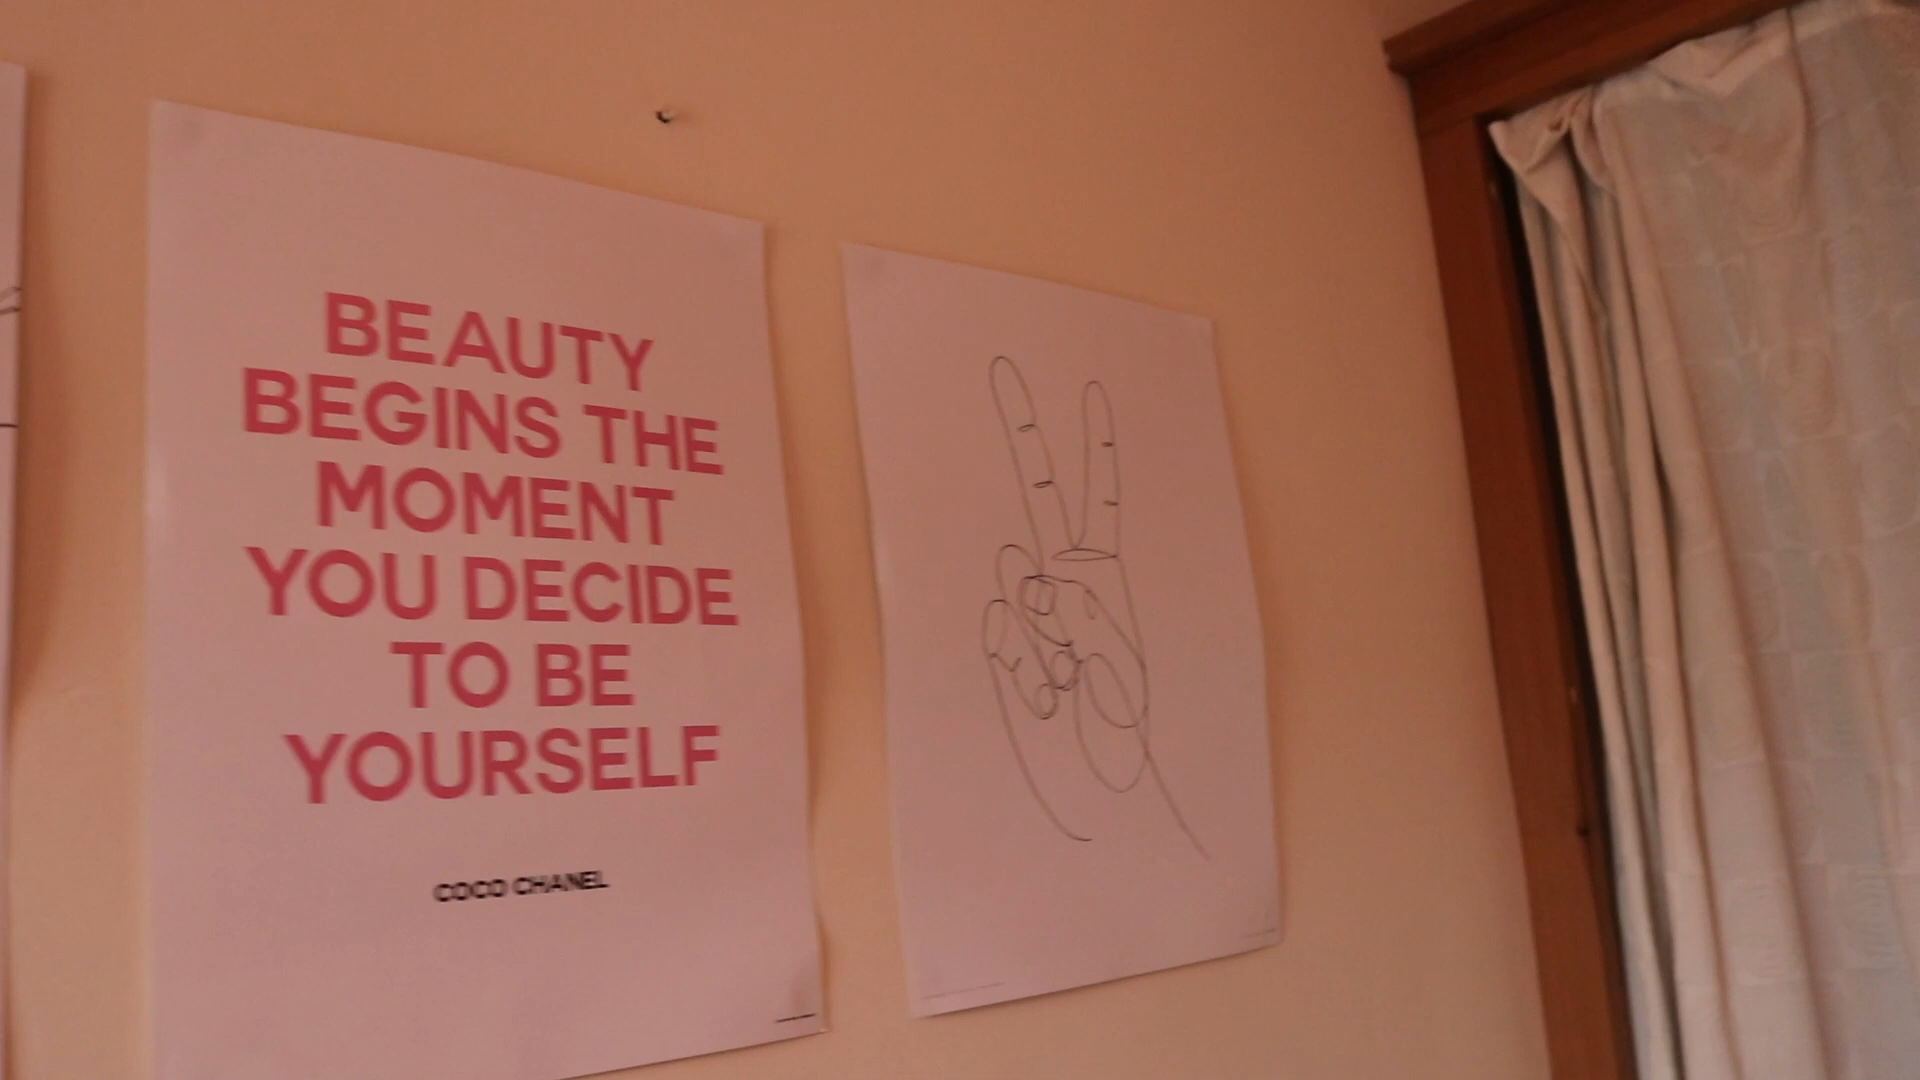 BEAUTY
BEGINS THE
MOMENT
YOU DECIDE
TO BE
YOURSELF
COCO CHANEL